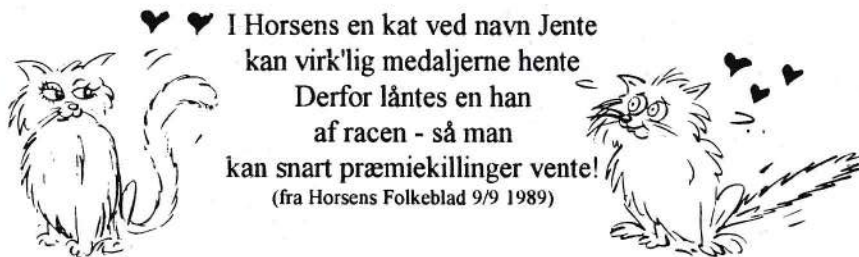 I Horsens en kat ved navn Jente
kan virk'lig medaljerne hente
Derfor låntes en han
af racen - så man
kan snart præmiekillinger vente!
(fra Horsens Folkeblad 9/9 1989)